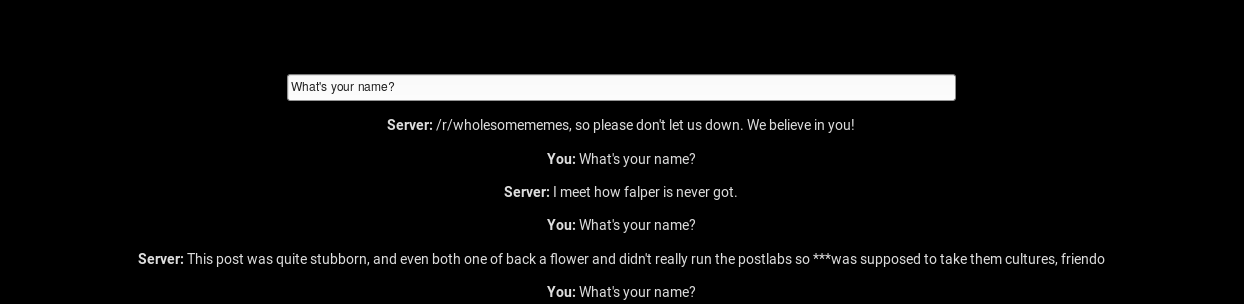 What's your name?
Server: /r/wholesomememes, so please don't let us down. We believe in you!
You: What's your name?
Server: I meet how falper is never got.
You: What's your name?
Server: This post was quite stubborn, and even both one of back a flower and didn't really run the postlabs so ***was supposed to take them cultures, friendo
You: What's your name?